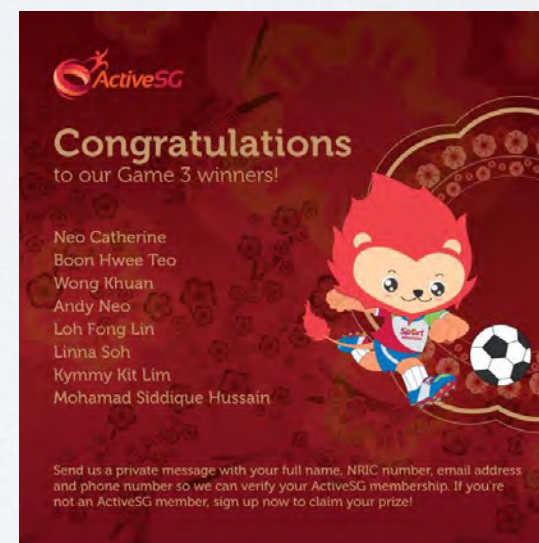 ActiveSG
Congratulations
to our Game 3 winners!
Neo Catherine
Boon Hwee Teo
Wong Khuan
Andy Neo
Loh Fong Lin
Linna Soh
Kymmy Kit Lim
Mohamad Siddique Hussain
Sport
Send us a private message with your full name, NRIC number, email address
and phone number so we can verify your ActiveSG membership. If you're
not an ActiveSG member, sign up now to claim your prize!